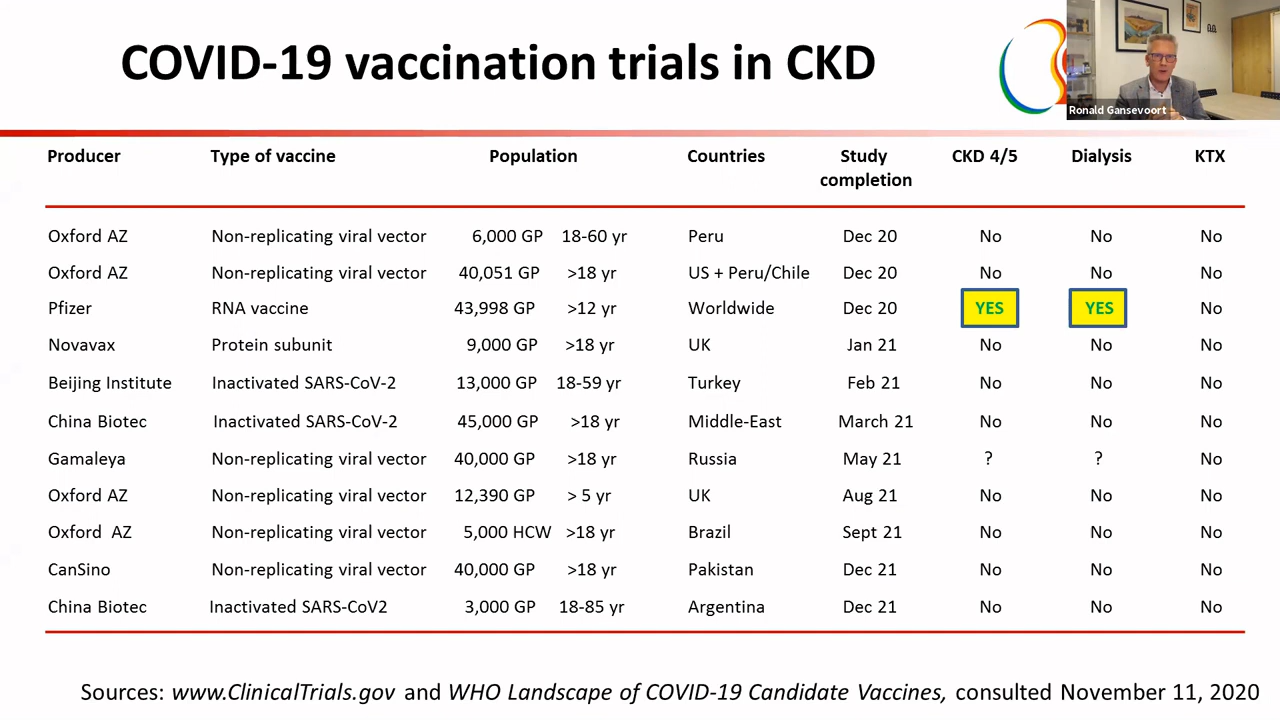 COVID-19 vaccination trials in CKD
Ronald Gansevoort
Producer Type of vaccine Population Countries Study completion CKD 4/5 Dialysis KTX
Oxford AZ Non-replicating viral vector 6,000 GP 18-60 yr Peru Dec 20 No No No
Oxford AZ Non-replicating viral vector 40,051 GP >18 yr US + Peru/Chile Dec 20 No No No
Pfizer RNA vaccine 43,998 GP >12 yr Worldwide Dec 20 YES YES No
Novavax Protein subunit 9,000 GP >18 yr UK Jan 21 No No No
Beijing Institute Inactivated SARS-CoV-2 13,000 GP 18-59 yr Turkey Feb 21 No No No
China Biotec Inactivated SARS-CoV-2 45,000 GP >18 yr Middle-East March 21 No No No
Gamaleya Non-replicating viral vector 40,000 GP >18 yr Russia May 21 ? ? No
Oxford AZ Non-replicating viral vector 12,390 GP > 5 yr UK Aug 21 No No No
Oxford AZ Non-replicating viral vector 5,000 HCW >18 yr Brazil Sept 21 No No No
CanSino Non-replicating viral vector 40,000 GP >18 yr Pakistan Dec 21 No No No
China Biotec Inactivated SARS-CoV2 3,000 GP 18-85 yr Argentina Dec 21 No No No
Sources: www.ClinicalTrials.gov and WHO Landscape of COVID-19 Candidate Vaccines, consulted November 11, 2020